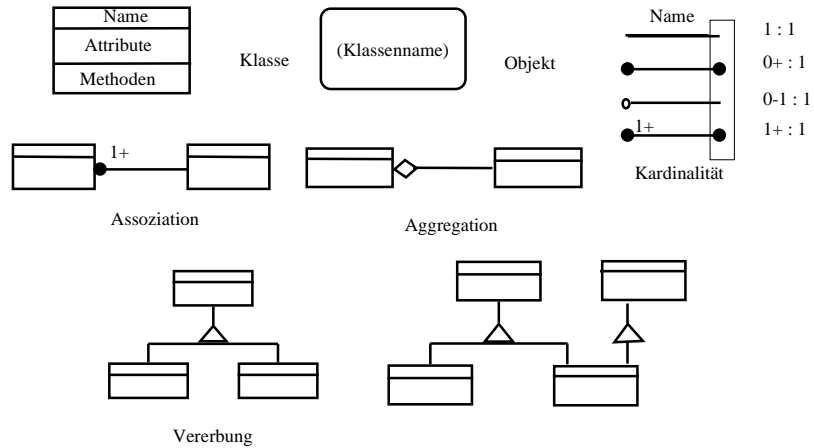 Name
Attribute
Methoden
Klasse
(Klassenname)
Objekt
Name
1 : 1
0+ : 1
0-1 : 1
1+
1+ : 1
Kardinalität
1+
Assoziation
Aggregation
Vererbung